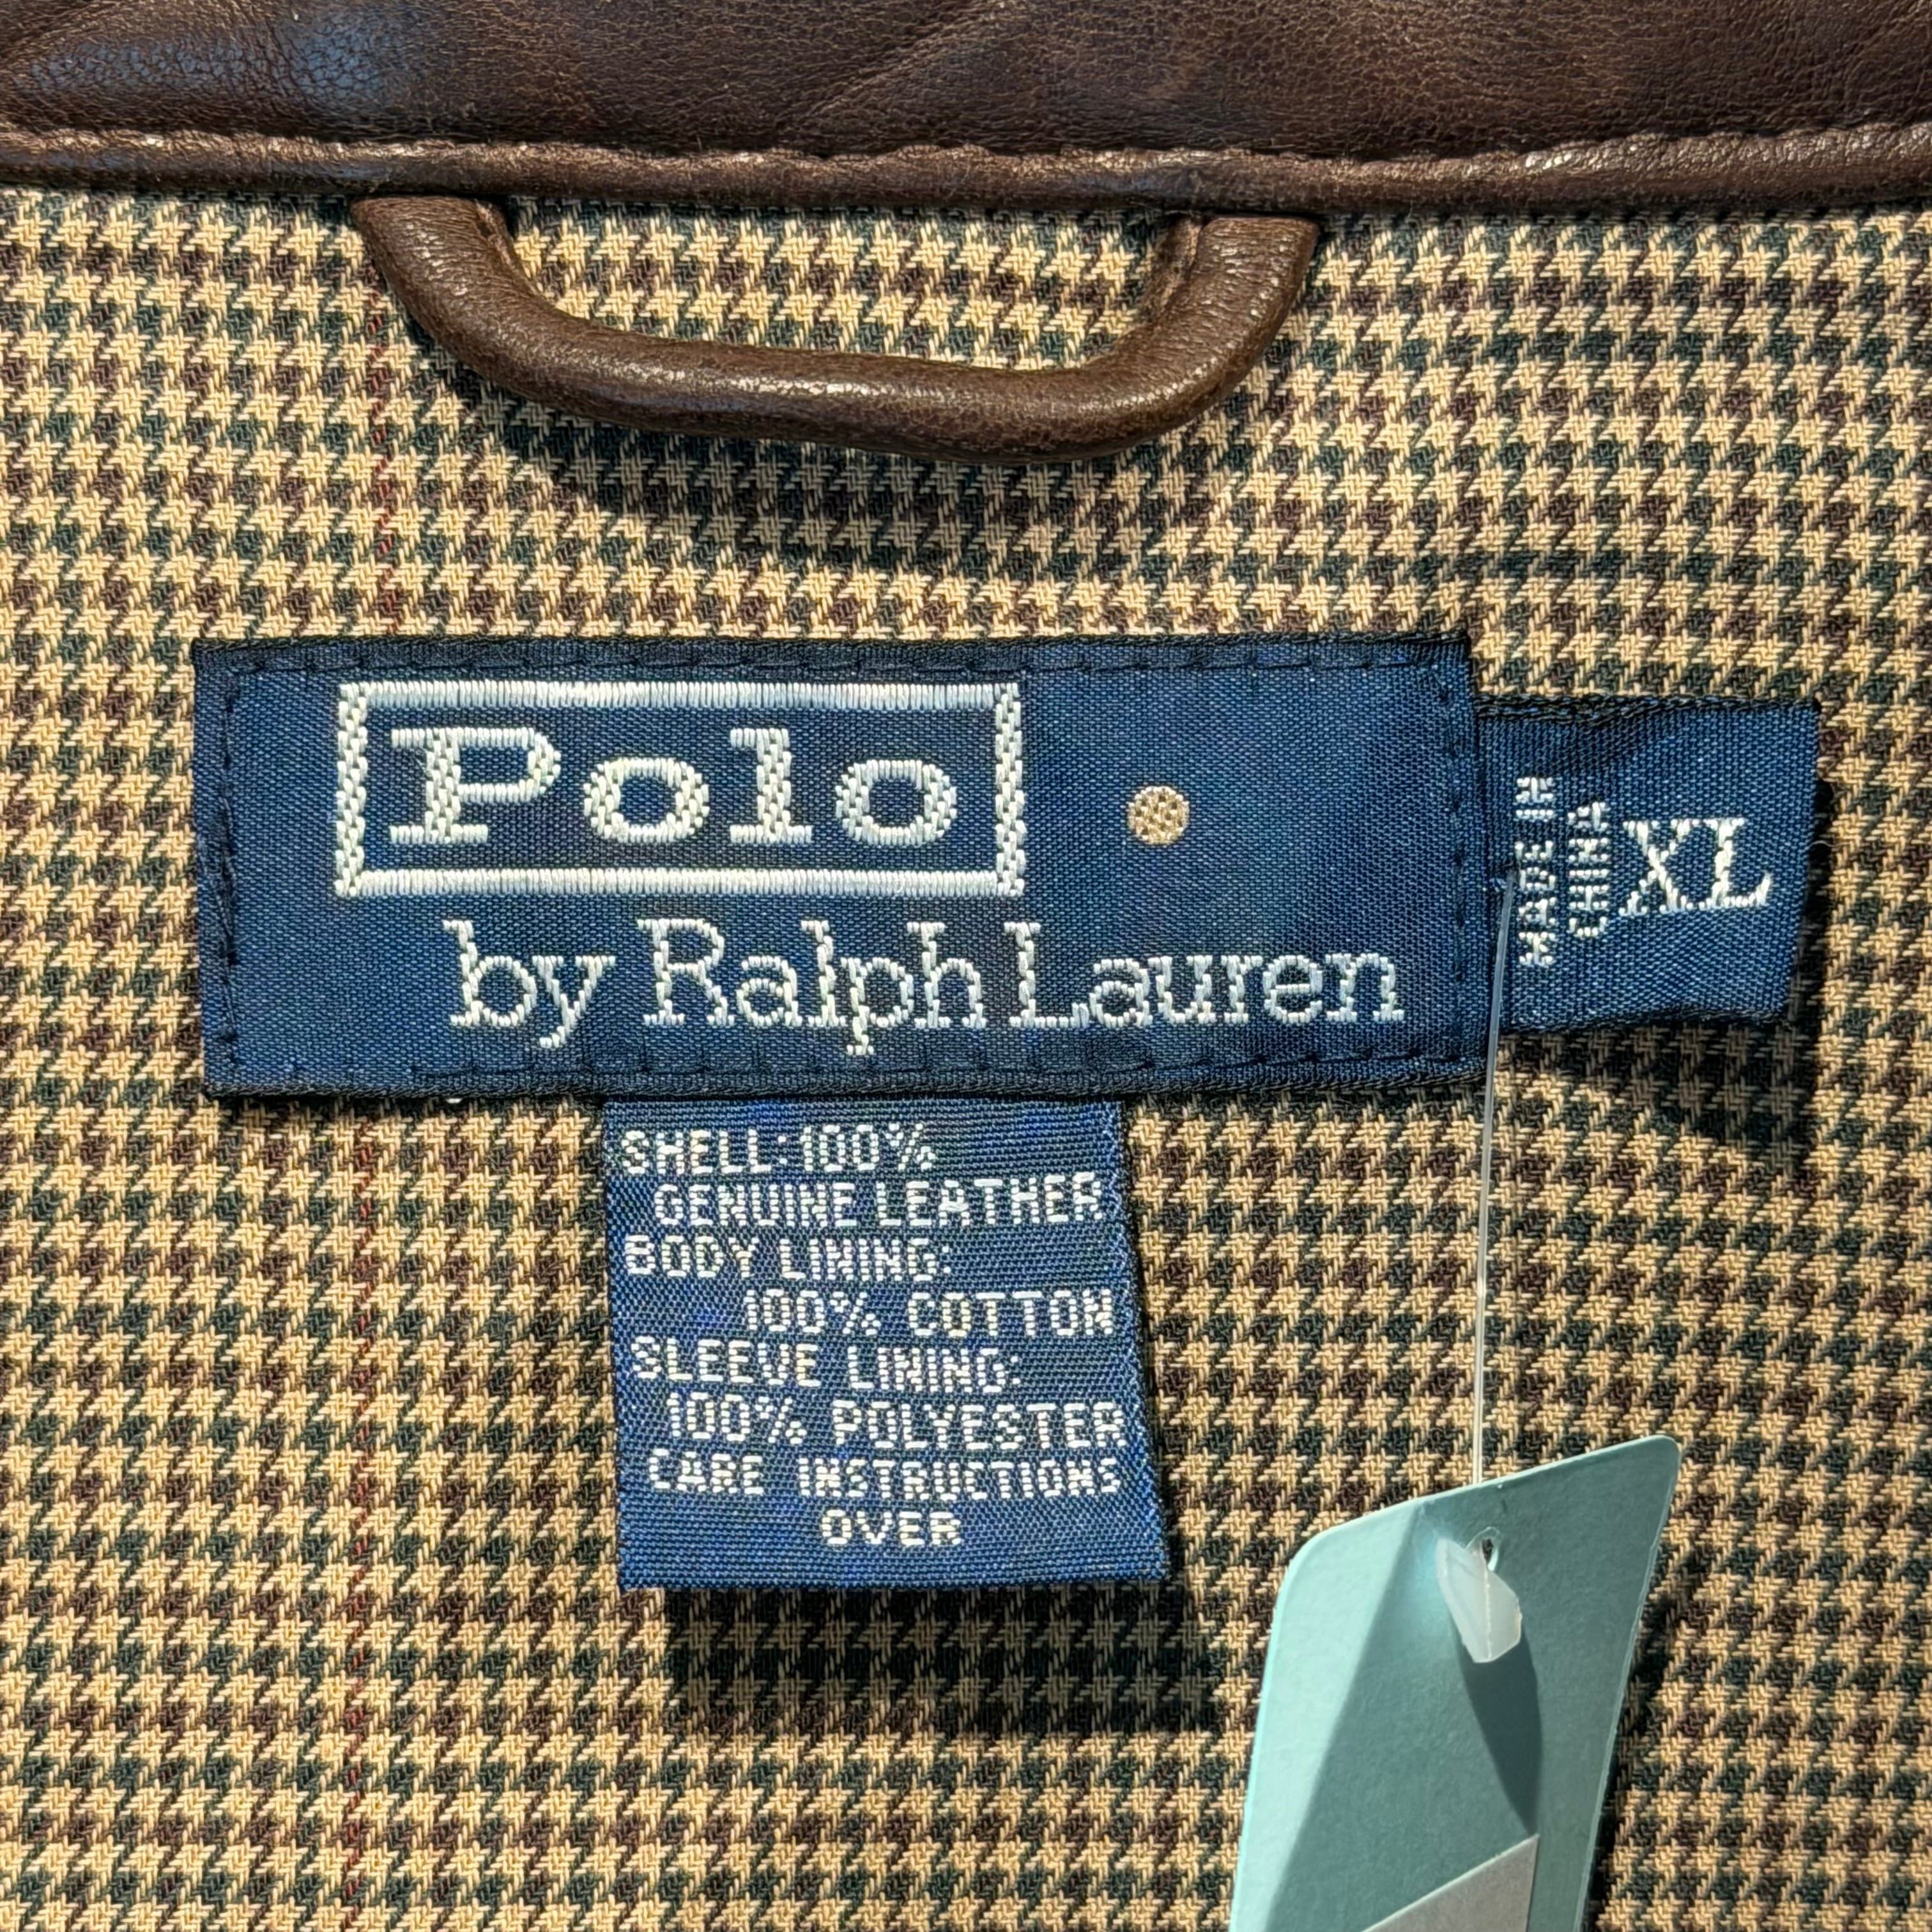 Polo
by Ralph Lauren
MADE IN
CHINA
XL
SHELL: 100%
GENUINE LEATHER
BODY LINING:
100% COTTON
SLEEVE LINING:
100% POLYESTER
CARE INSTRUCTIONS
OVER